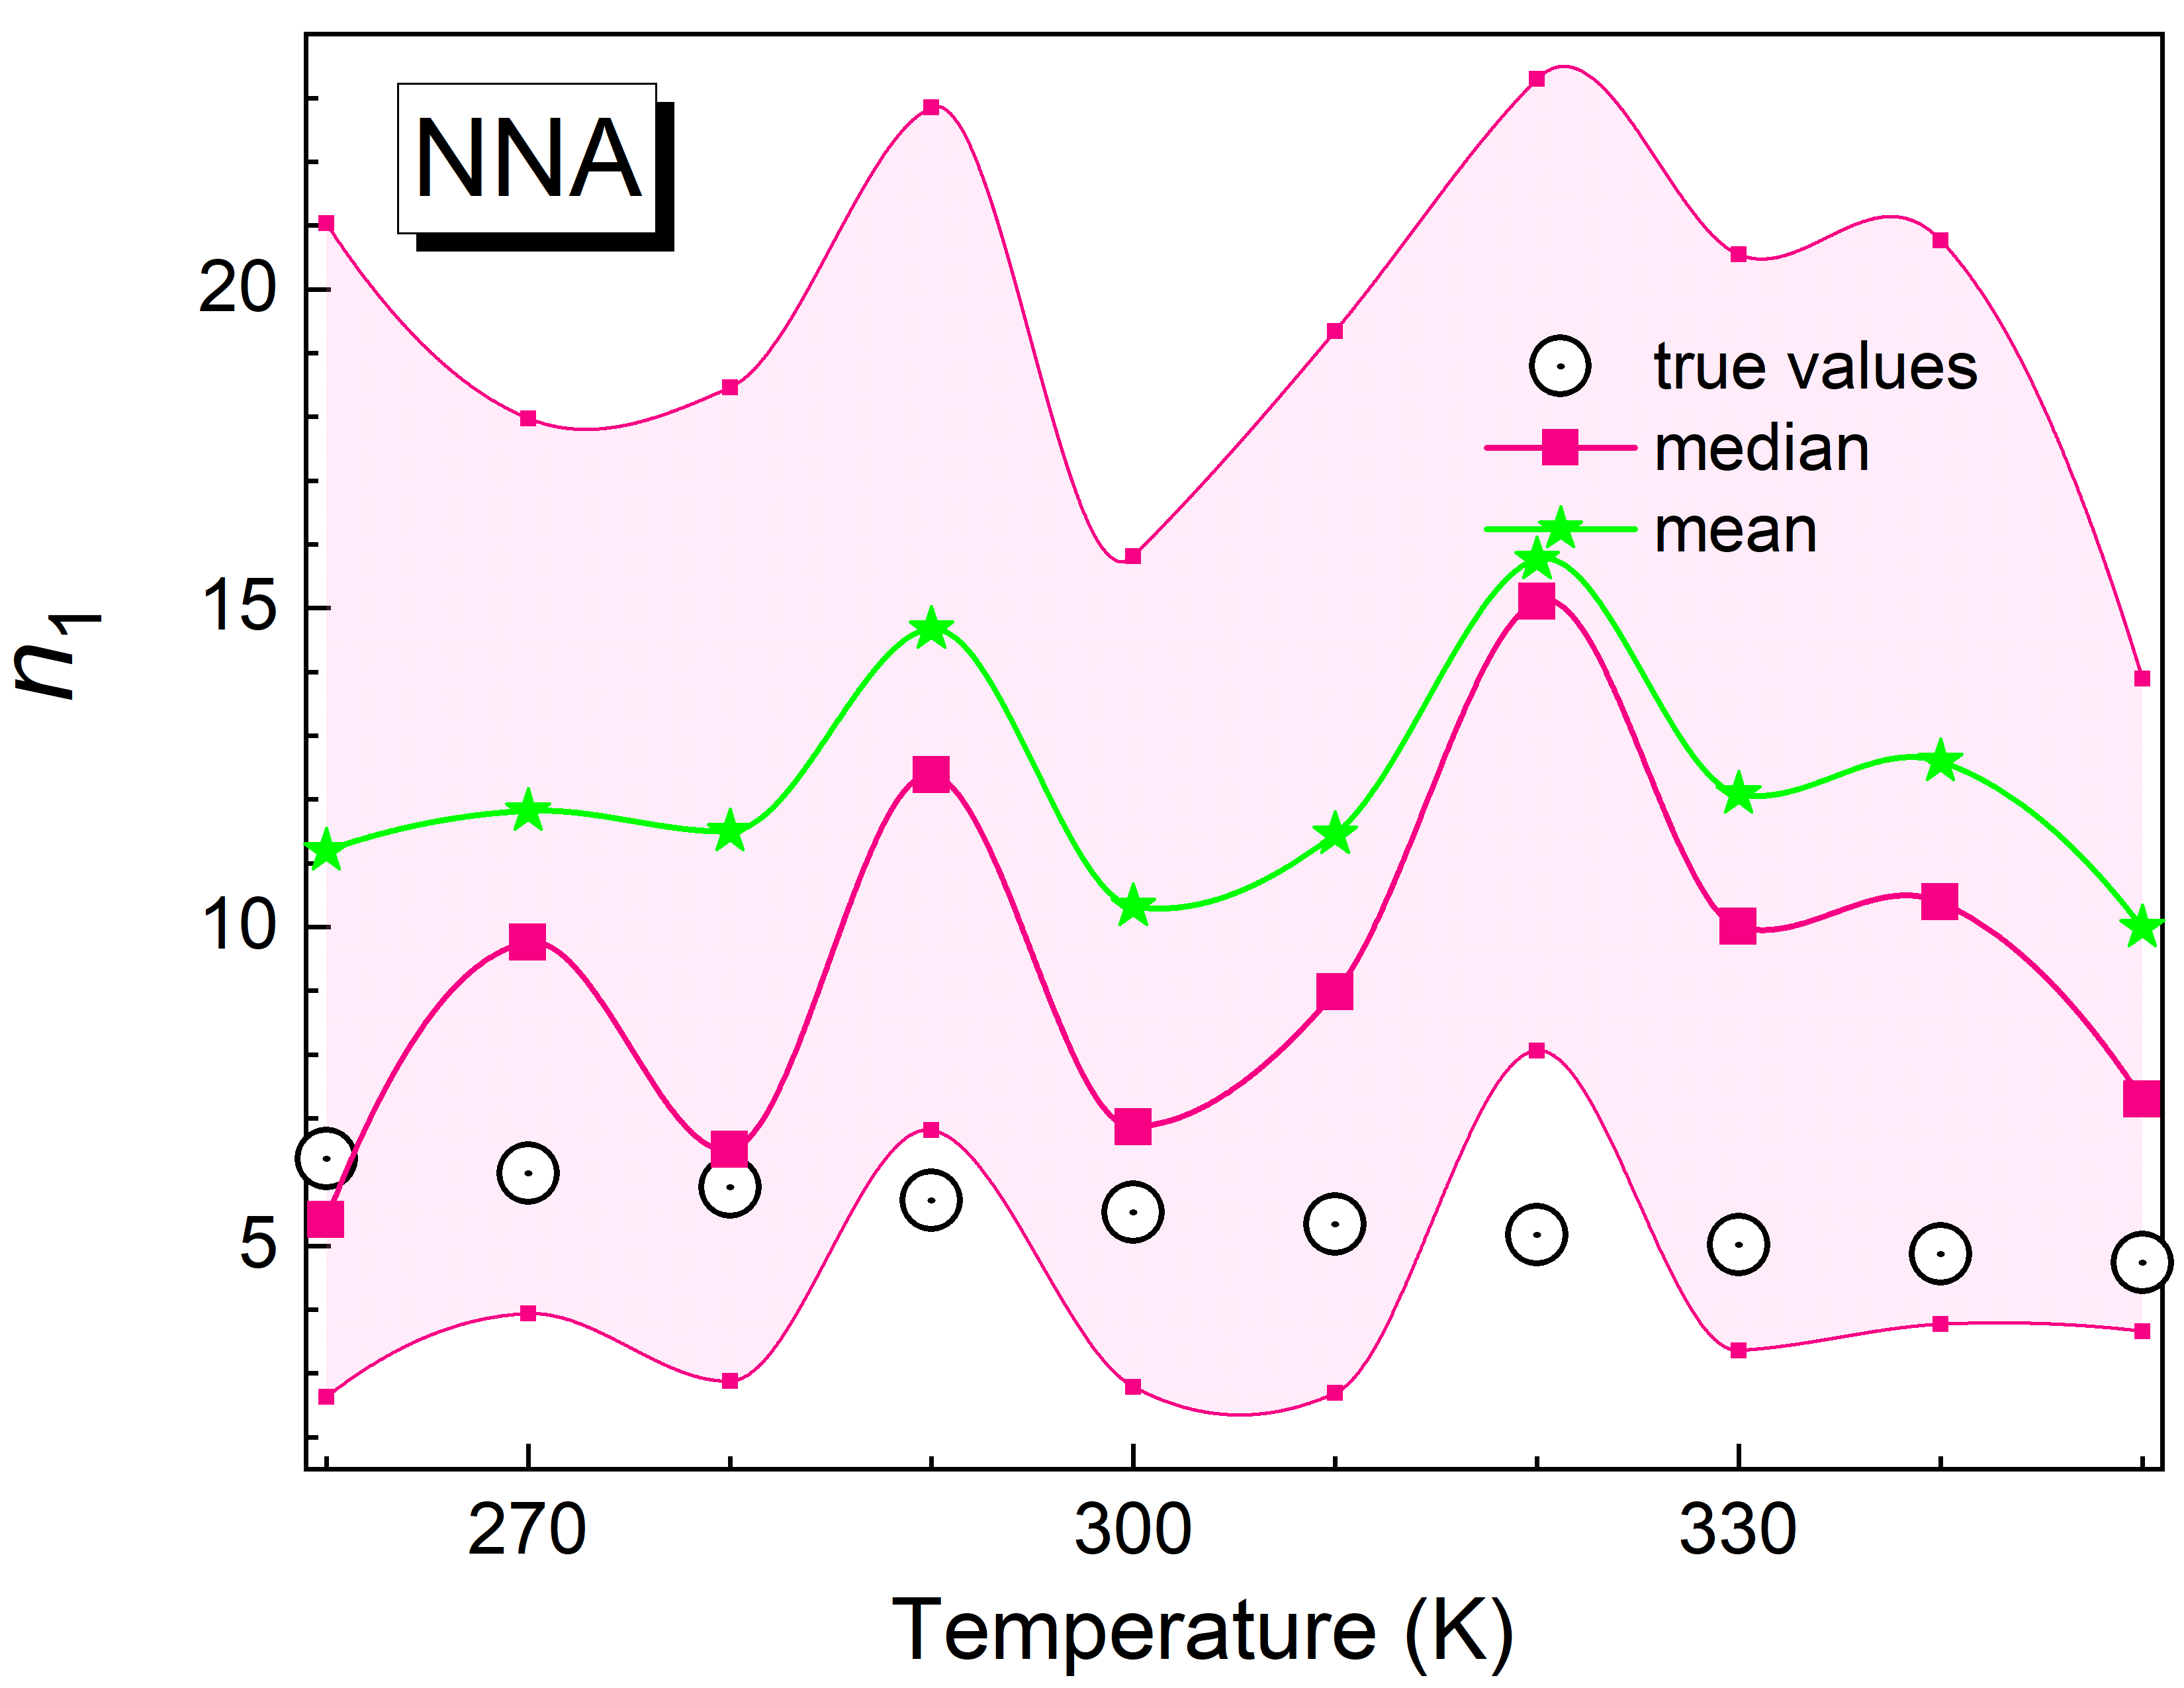 NNA
20
15
10
5
n1
true values
median
mean
270 300 330
Temperature (K)